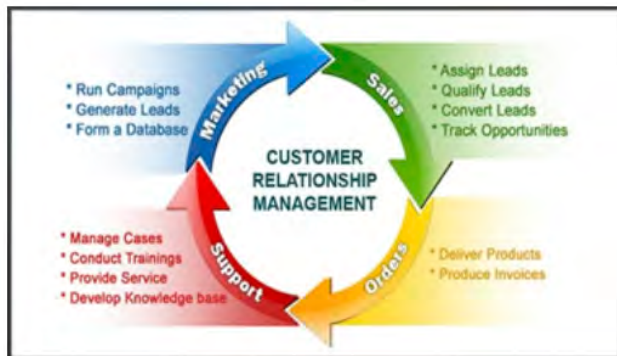 Marketing
* Run Campaigns
* Generate Leads
* Form a Database
Sales
* Assign Leads
* Qualify Leads
* Convert Leads
* Track Opportunities
CUSTOMER
RELATIONSHIP
MANAGEMENT
Support
* Manage Cases
* Conduct Trainings
* Provide Service
* Develop Knowledge base
Orders
* Deliver Products
* Produce Invoices